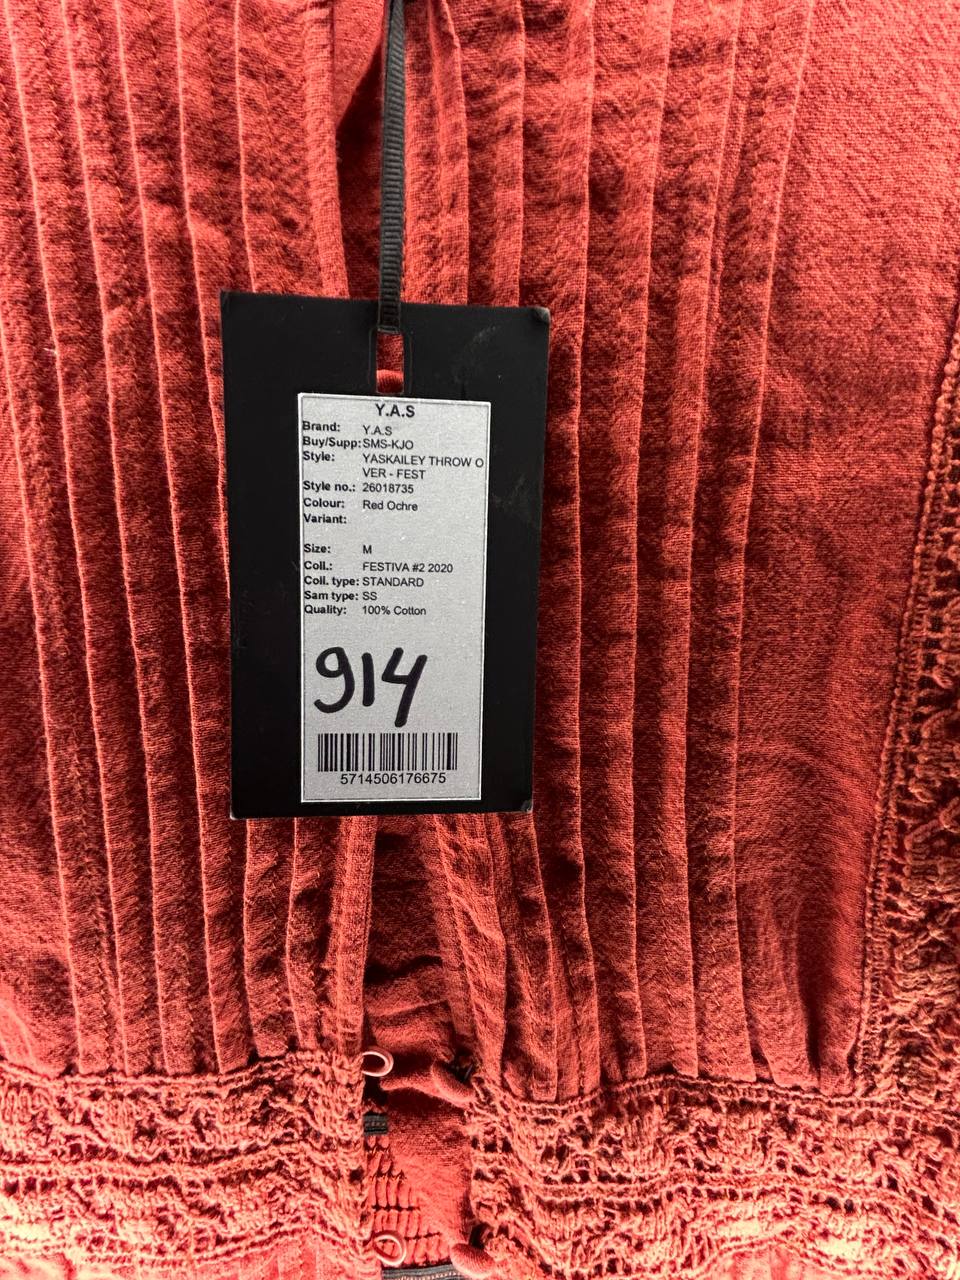 Y.A.S
Brand: Y.A.S
Buy/Supp: SMS-KJO
Style: YASKAILEY THROW O
VER - FEST
Style no.: 26018735
Colour: Red Ochre
Variant:
Size: M
Coll.: FESTIVA #2 2020
Coll. type: STANDARD
Sam type: SS
Quality: 100% Cotton
914
5714506176675